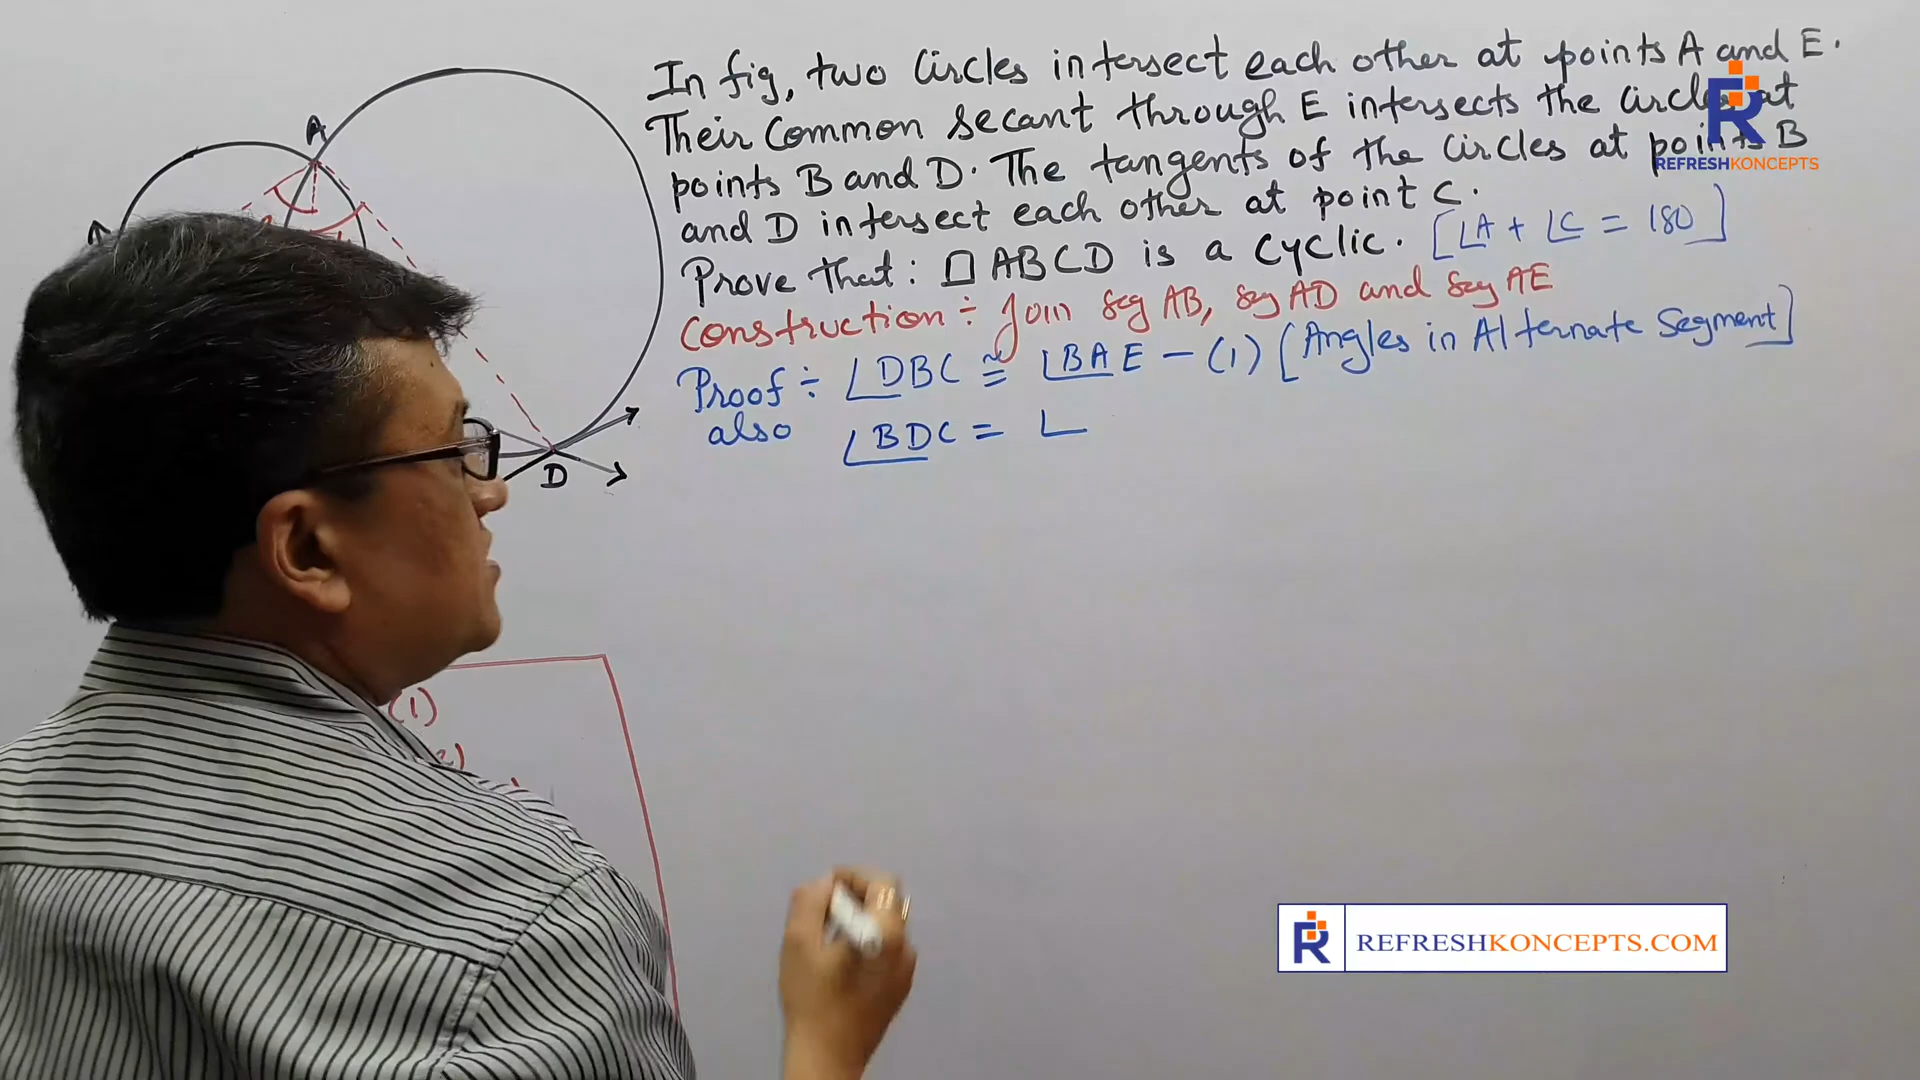 In fig, two Circles intersect each other at points A and E.
Their Common secant through E intersects the circles at
points B and D. The tangents of the circles at points B
and D intersect each other at point C.
Prove that: □ABCD is a cyclic. [∠A + ∠C = 180]
Construction ÷ Join seg AB, seg AD and seg AE
Proof ÷ ∠DBC ≅ ∠BAE - (1) [Angles in Alternate Segment]
also ∠BDC = ∠
A
D
(1)
2)
R
REFRESHKONCEPTS
R REFRESHKONCEPTS.COM